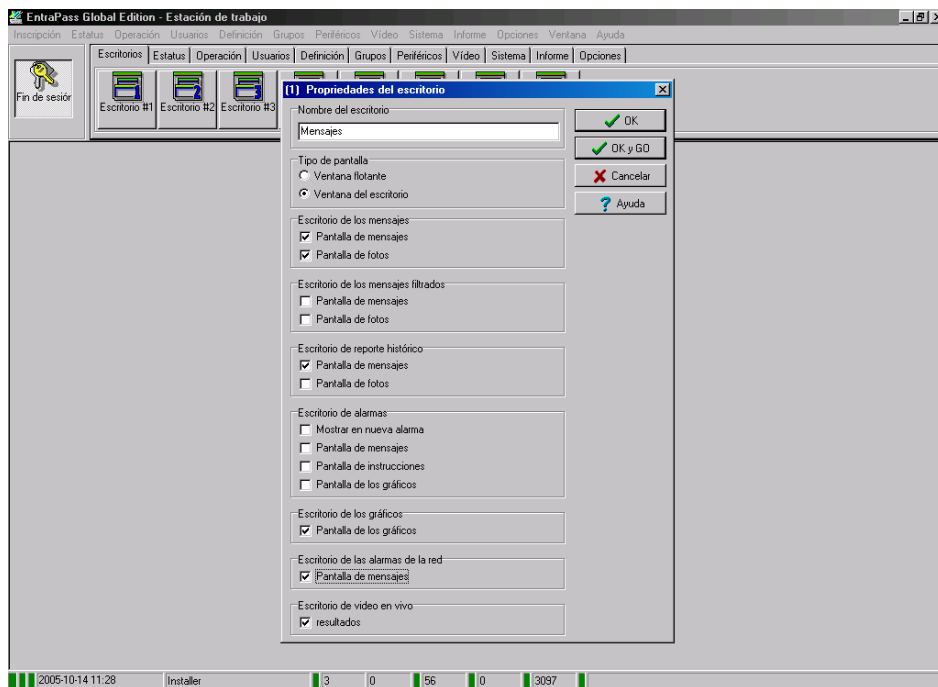 EntraPass Global Edition - Estación de trabajo
Inscripción Estatus Operación Usuarios Definición Grupos Periféricos Vídeo Sistema Informe Opciones Ventana Ayuda
Escritorios Estatus Operación Usuarios Definición Grupos Periféricos Vídeo Sistema Informe Opciones
Fin de sesión
Escritorio #1 Escritorio #2 Escritorio #3
(1) Propriedades del escritorio
Nombre del escritorio
Mensajes
OK
OK y GO
Cancelar
Ayuda
Tipo de pantalla
Ventana flotante
Ventana del escritorio
Escritorio de los mensajes
Pantalla de mensajes
Pantalla de fotos
Escritorio de los mensajes filtrados
Pantalla de mensajes
Pantalla de fotos
Escritorio de reporte histórico
Pantalla de mensajes
Pantalla de fotos
Escritorio de alarmas
Mostrar en nueva alarma
Pantalla de mensajes
Pantalla de instrucciones
Pantalla de los gráficos
Escritorio de los gráficos
Pantalla de los gráficos
Escritorio de las alarmas de la red
Pantalla de mensajes
Escritorio de video en vivo
resultados
2005-10-14 11:28 Installer 3 0 56 0 3097